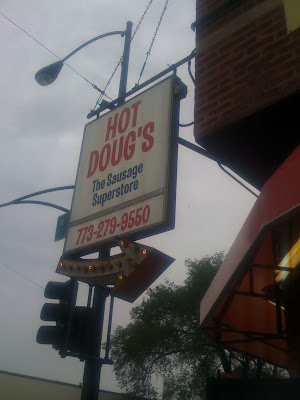 HOT
DOUG'S
The Sausage
Superstore
773-279-9550